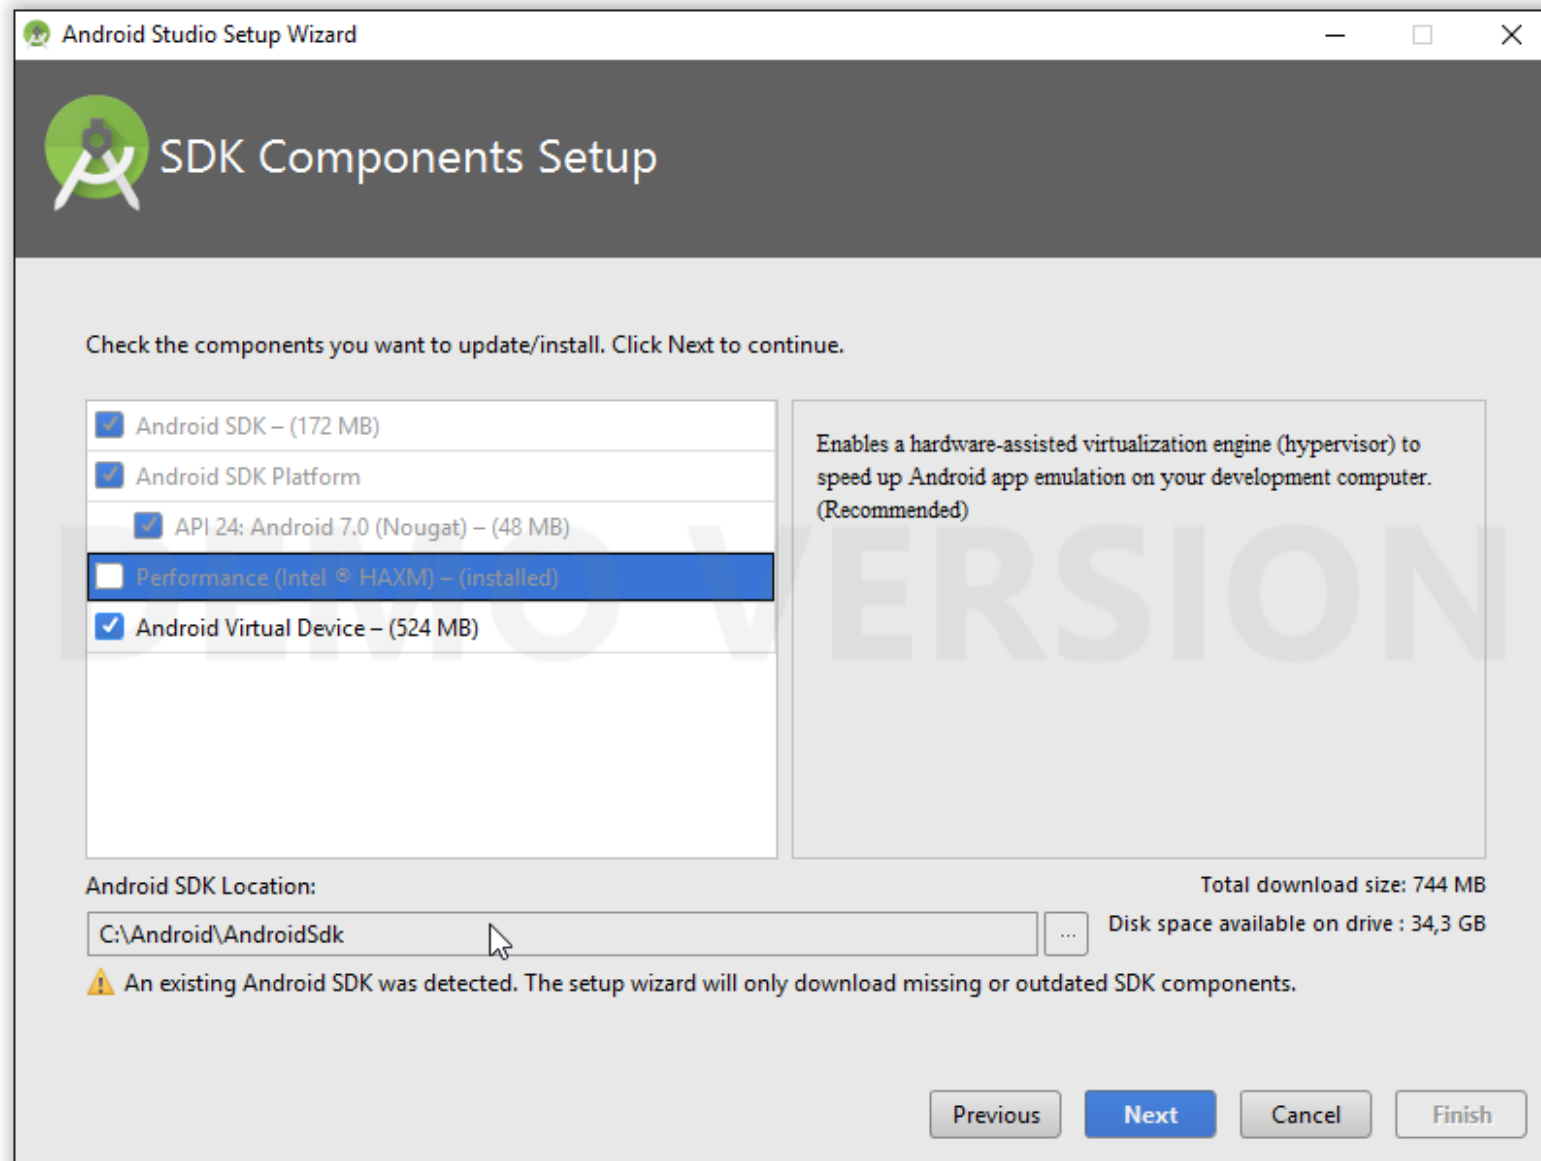 Android Studio Setup Wizard
SDK Components Setup
Check the components you want to update/install. Click Next to continue.
Android SDK – (172 MB)
Android SDK Platform
API 24: Android 7.0 (Nougat) – (48 MB)
Performance (Intel ® HAXM) – (installed)
Android Virtual Device – (524 MB)
Enables a hardware-assisted virtualization engine (hypervisor) to
speed up Android app emulation on your development computer.
(Recommended)
DEMO VERSION
Android SDK Location:
Total download size: 744 MB
C:\Android\AndroidSdk
...
Disk space available on drive : 34,3 GB
An existing Android SDK was detected. The setup wizard will only download missing or outdated SDK components.
Previous
Next
Cancel
Finish